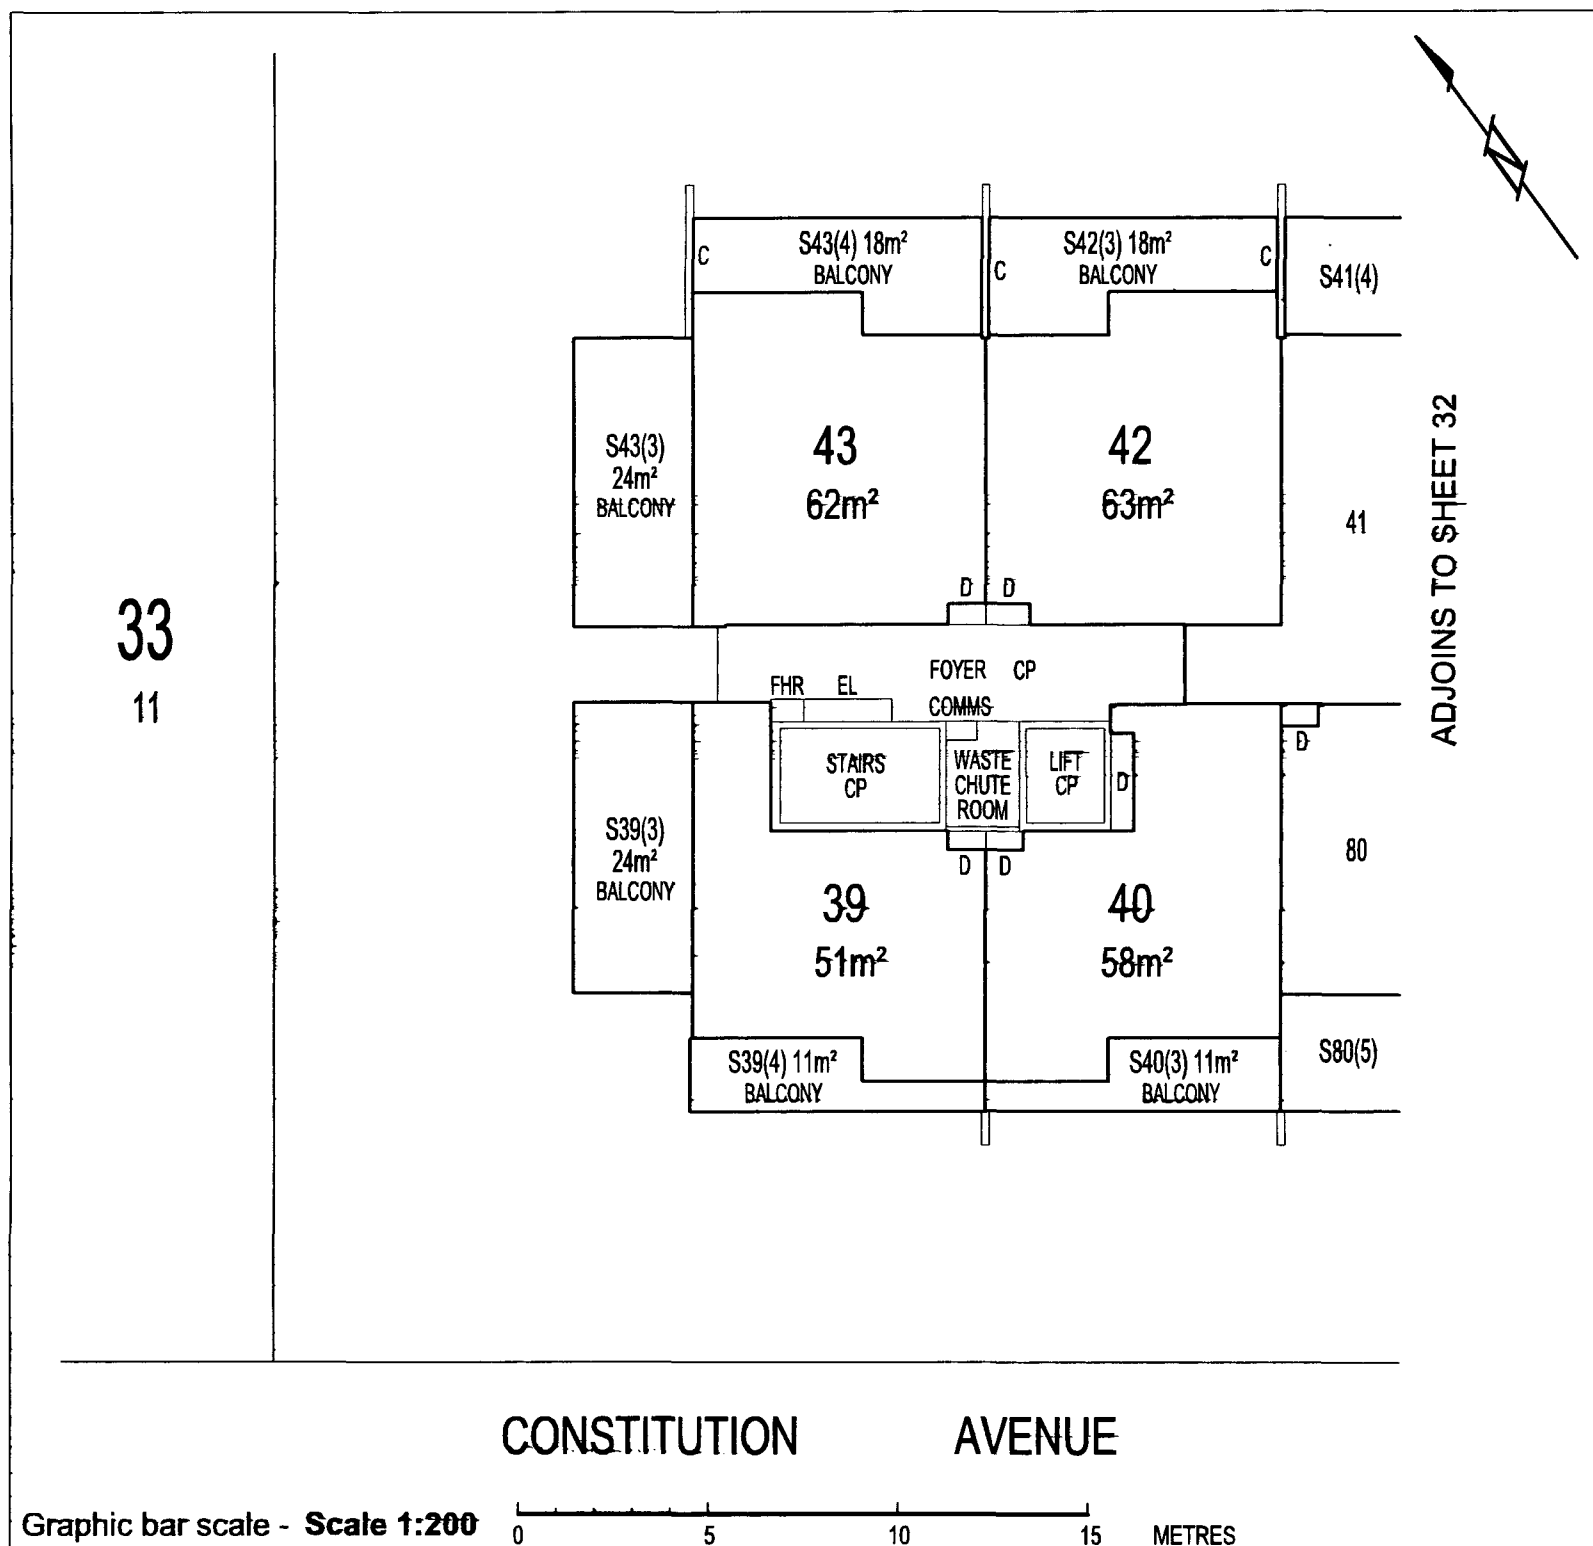 N
S43(4) 18m²
BALCONY
C
S42(3) 18m²
BALCONY
C
C
S41(4)
S43(3)
24m²
BALCONY
43
62m²
42
63m²
41
ADJOINS TO SHEET 32
D
D
33
11
FOYER CP
FHR
EL
COMMS
STAIRS
CP
WASTE
CHUTE
ROOM
LIFT
CP
D
D
S39(3)
24m²
BALCONY
D
D
39
51m²
40
58m²
80
S39(4) 11m²
BALCONY
S40(3) 11m²
BALCONY
S80(5)
CONSTITUTION AVENUE
Graphic bar scale - Scale 1:200
0 5 10 15 METRES